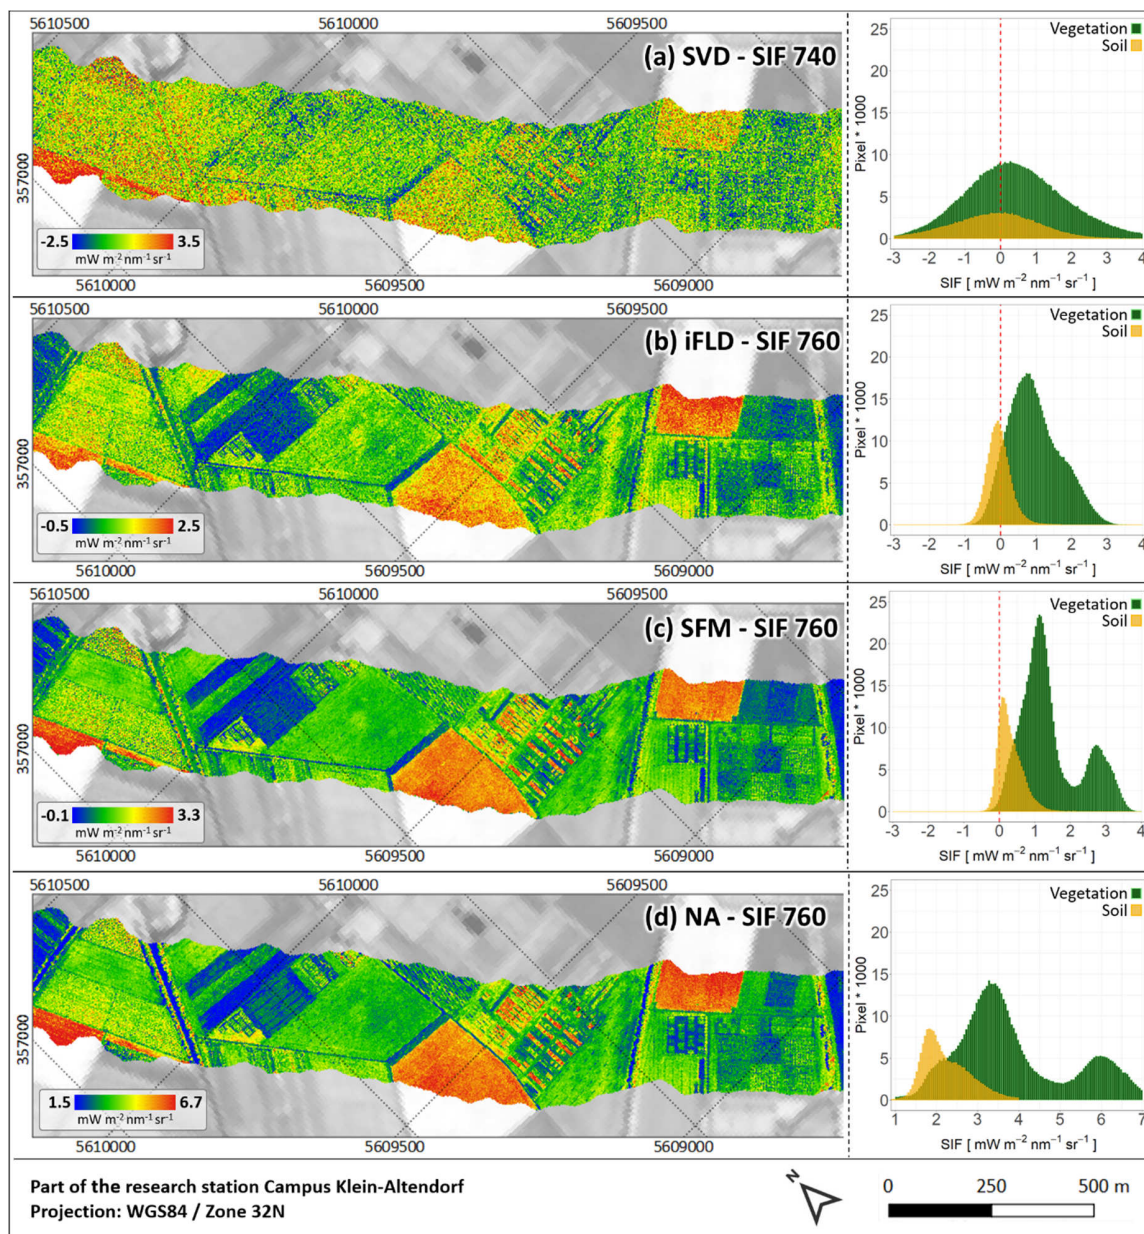 5610500 5610000 5609500
(a) SVD - SIF 740
357000
-2.5 3.5
mW m⁻² nm⁻¹ sr⁻¹
5610000 5609500 5609000
Vegetation
Soil
25
20
15
10
5
0
Pixel * 1000
-3 -2 -1 0 1 2 3 4
SIF [ mW m⁻² nm⁻¹ sr⁻¹ ]
5610500 5610000 5609500
(b) iFLD - SIF 760
357000
-0.5 2.5
mW m⁻² nm⁻¹ sr⁻¹
5610000 5609500 5609000
Vegetation
Soil
25
20
15
10
5
0
Pixel * 1000
-3 -2 -1 0 1 2 3 4
SIF [ mW m⁻² nm⁻¹ sr⁻¹ ]
5610500 5610000 5609500
(c) SFM - SIF 760
357000
-0.1 3.3
mW m⁻² nm⁻¹ sr⁻¹
5610000 5609500 5609000
Vegetation
Soil
25
20
15
10
5
0
Pixel * 1000
-3 -2 -1 0 1 2 3 4
SIF [ mW m⁻² nm⁻¹ sr⁻¹ ]
5610500 5610000 5609500
(d) NA - SIF 760
357000
1.5 6.7
mW m⁻² nm⁻¹ sr⁻¹
5610000 5609500 5609000
Vegetation
Soil
25
20
15
10
5
0
Pixel * 1000
1 2 3 4 5 6 7
SIF [ mW m⁻² nm⁻¹ sr⁻¹ ]
Part of the research station Campus Klein-Altendorf
Projection: WGS84 / Zone 32N
N
0 250 500 m